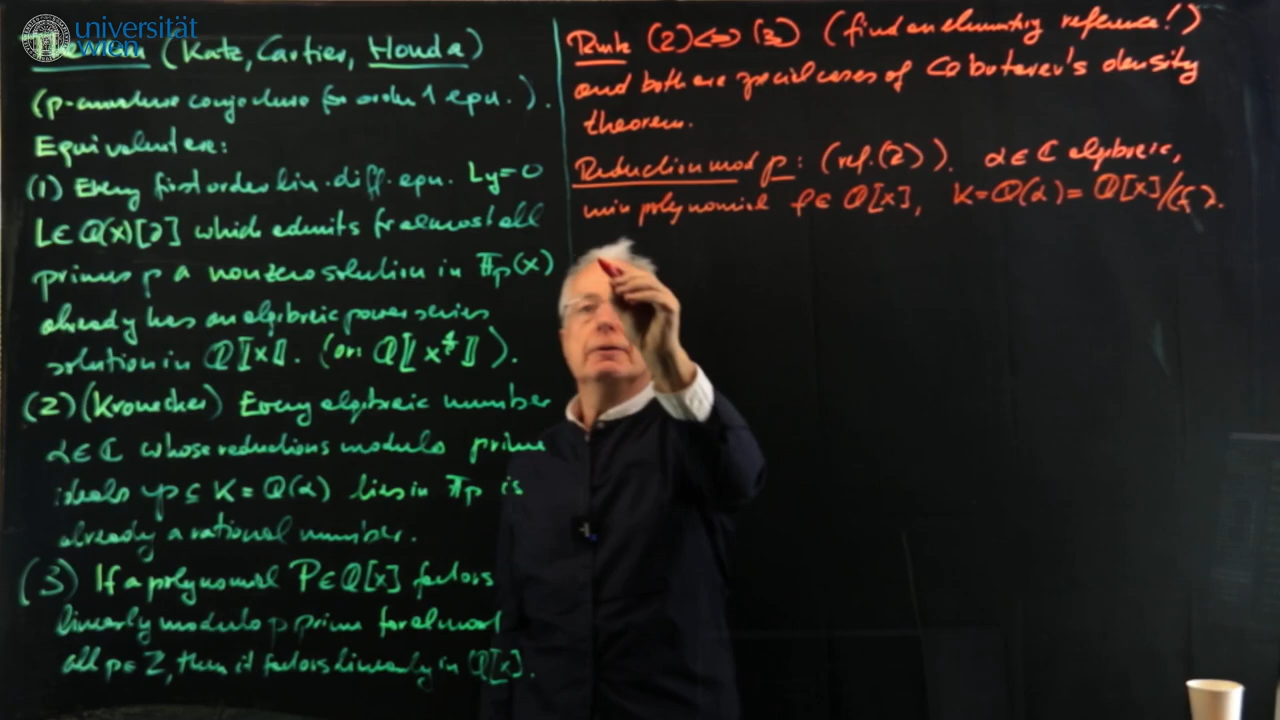 universität
wien
Theorem (Katz, Cartier, Honda)
(p-curvature conjecture for order 1 equ.).
Equivalent are:
(1) Every first order lin. diff. equ. Ly=0
L∈Q(x)[∂] which admits for almost all
primes p a nonzero solution in 𝔽p(x)
already has an algebraic power series
solution in Q[[x]]. (or:
(2) (Kronecker) Every algebraic number
α∈ℂ whose reductions modulo prime
ideals 𝔭 ⊆ K = Q(α) lies in 𝔽p is
already a rational number.
(3) If a polynomial P∈Q[x] factors
linearly modulo p prime for almost
all p∈ℤ, then it factors linearly in Q[x].
Rmk (2)⇔(3) (find an elementary reference!)
and both are special cases of Cebotarev's density
theorem.
Reduction mod p: (ref. (2)). α∈ℂ algebraic,
min polynomial f∈Q[x], K=Q(α)=Q[x]/(f).